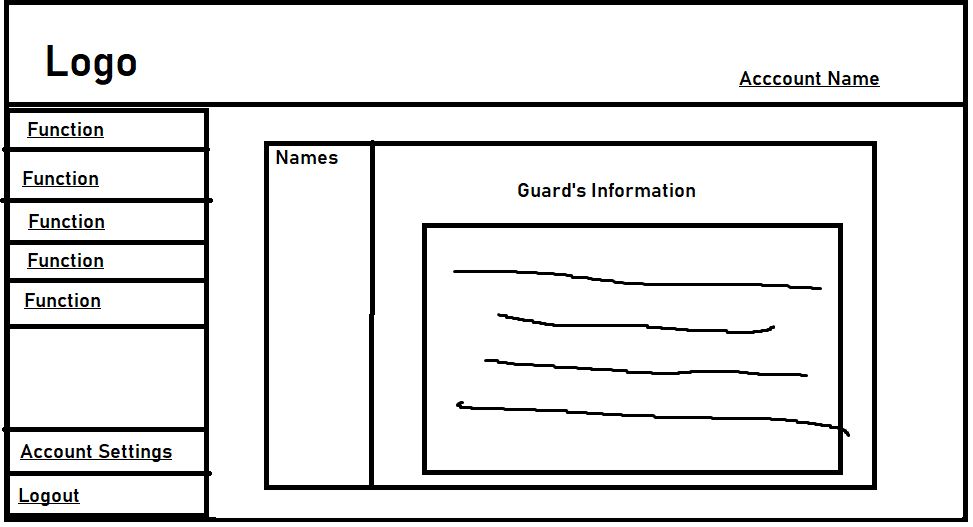 Logo
Acccount Name
Function
Function
Function
Function
Function
Account Settings
Logout
Names
Guard's Information